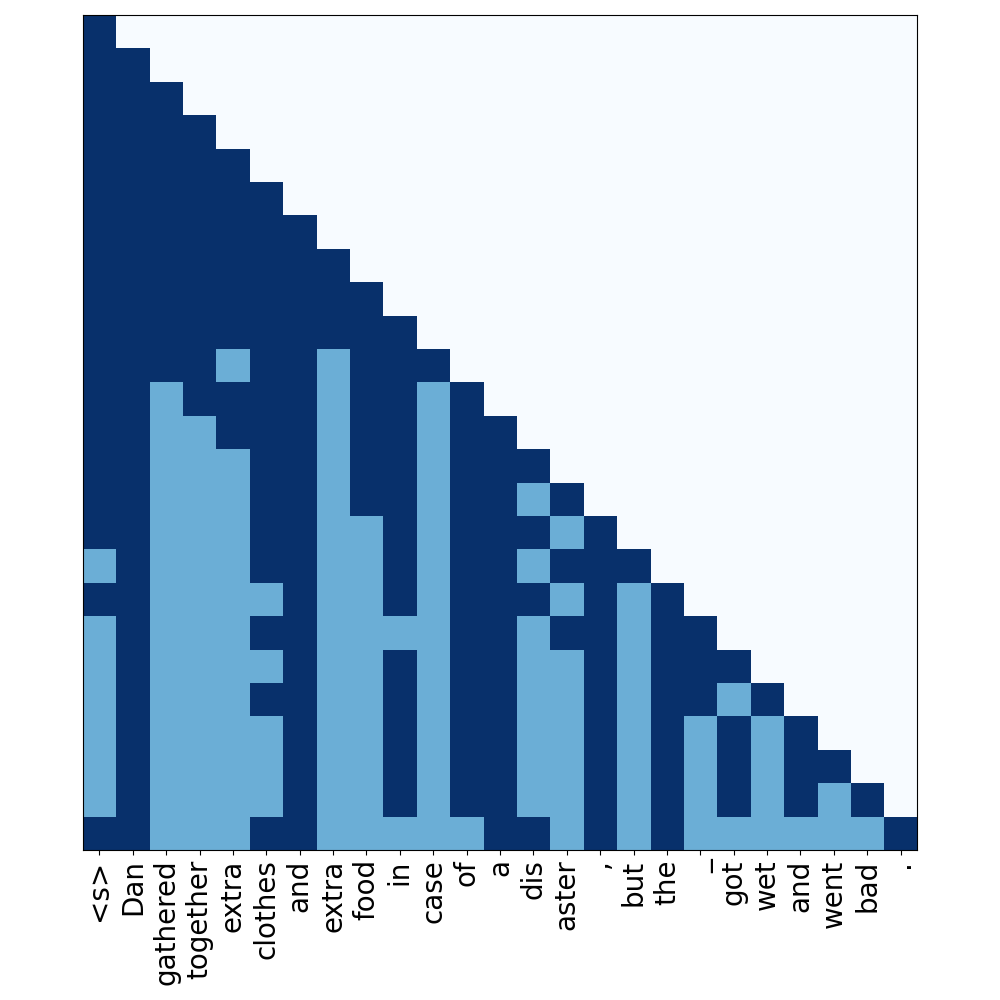 <s> Dan gathered together extra clothes and extra food in case of a dis aster , but the _ got wet and went bad .